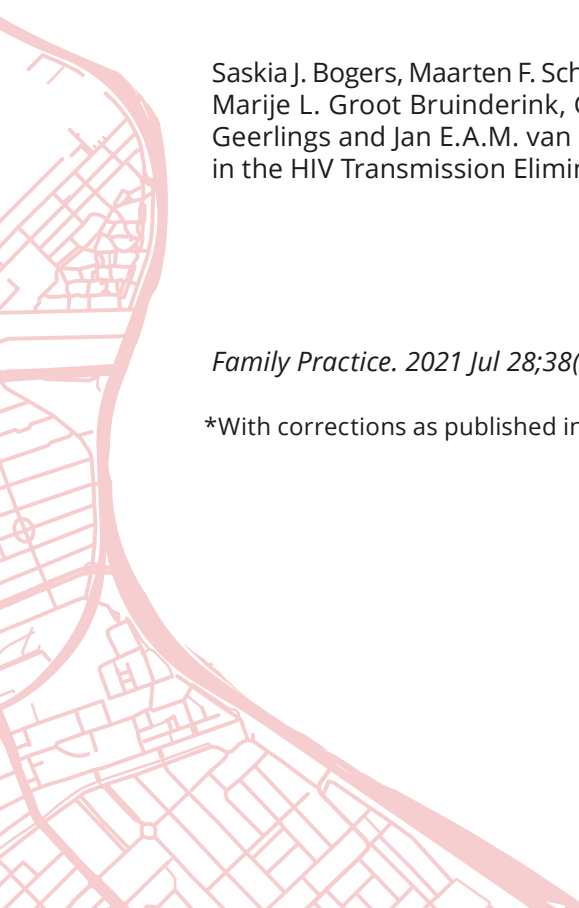 Saskia J. Bogers, Maarten F. Sch
Marije L. Groot Bruinderink,
Geerlings and Jan E.A.M. van
in the HIV Transmission Elimin
Family Practice. 2021 Jul 28;38(
*With corrections as published in